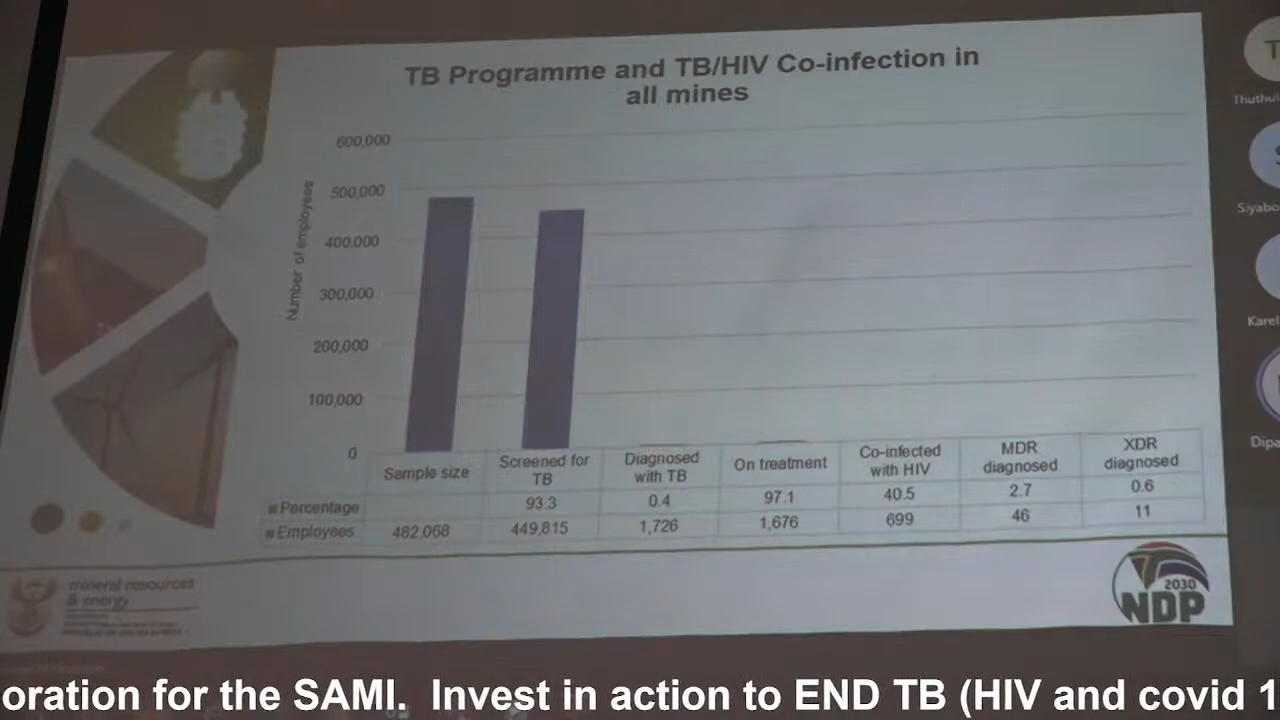 TB Programme and TB/HIV Co-infection in
all mines
600,000
500,000
400,000
300,000
200,000
100,000
0
Number of employees
Sample size
Screened for
TB
Diagnosed
with TB
On treatment
Co-infected
with HIV
MDR
diagnosed
XDR
diagnosed
Percentage 93.3 0.4 97.1 40.5 2.7 0.6
Employees 482,068 449,815 1,726 1,676 699 46 11
mineral resources
& energy
2030
NDP
T
Thuthu
S
Siyabo
Karel
Dipa
oration for the SAMI. Invest in action to END TB (HIV and covid 1